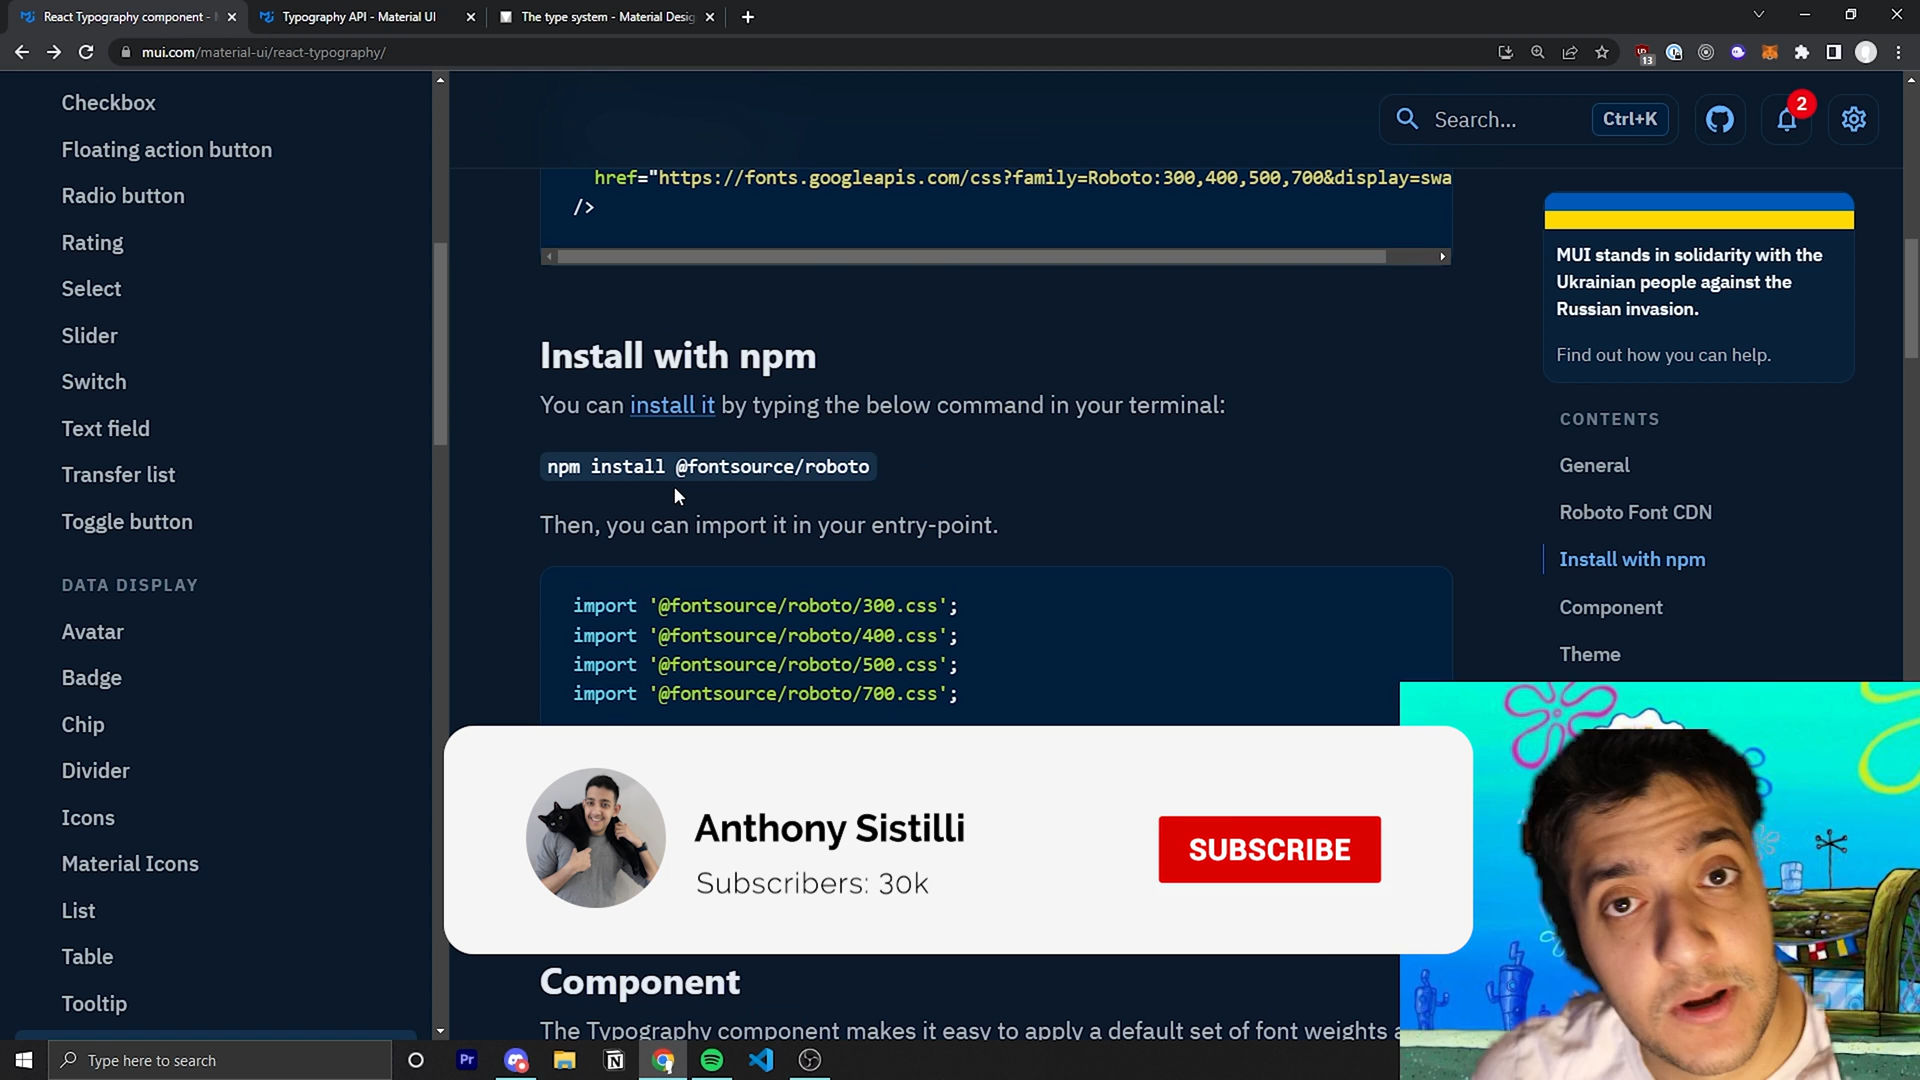 React Typography component -
Typography API - Material UI
The type system - Material Desig
mui.com/material-ui/react-typography/
13
Checkbox
Floating action button
Radio button
Rating
Select
Slider
Switch
Text field
Transfer list
Toggle button
DATA DISPLAY
Avatar
Badge
Chip
Divider
Icons
Material Icons
List
Table
Tooltip
Search...
Ctrl+K
2
href="https://fonts.googleapis.com/css?family=Roboto:300,400,500,700&display=swa
/>
Install with npm
You can install it by typing the below command in your terminal:
npm install @fontsource/roboto
Then, you can import it in your entry-point.
import '@fontsource/roboto/300.css';
import '@fontsource/roboto/400.css';
import '@fontsource/roboto/500.css';
import '@fontsource/roboto/700.css';
MUI stands in solidarity with the
Ukrainian people against the
Russian invasion.
Find out how you can help.
CONTENTS
General
Roboto Font CDN
Install with npm
Component
Theme
Anthony Sistilli
Subscribers: 30k
SUBSCRIBE
Component
The Typography component makes it easy to apply a default set of font weights a
Type here to search
Pr